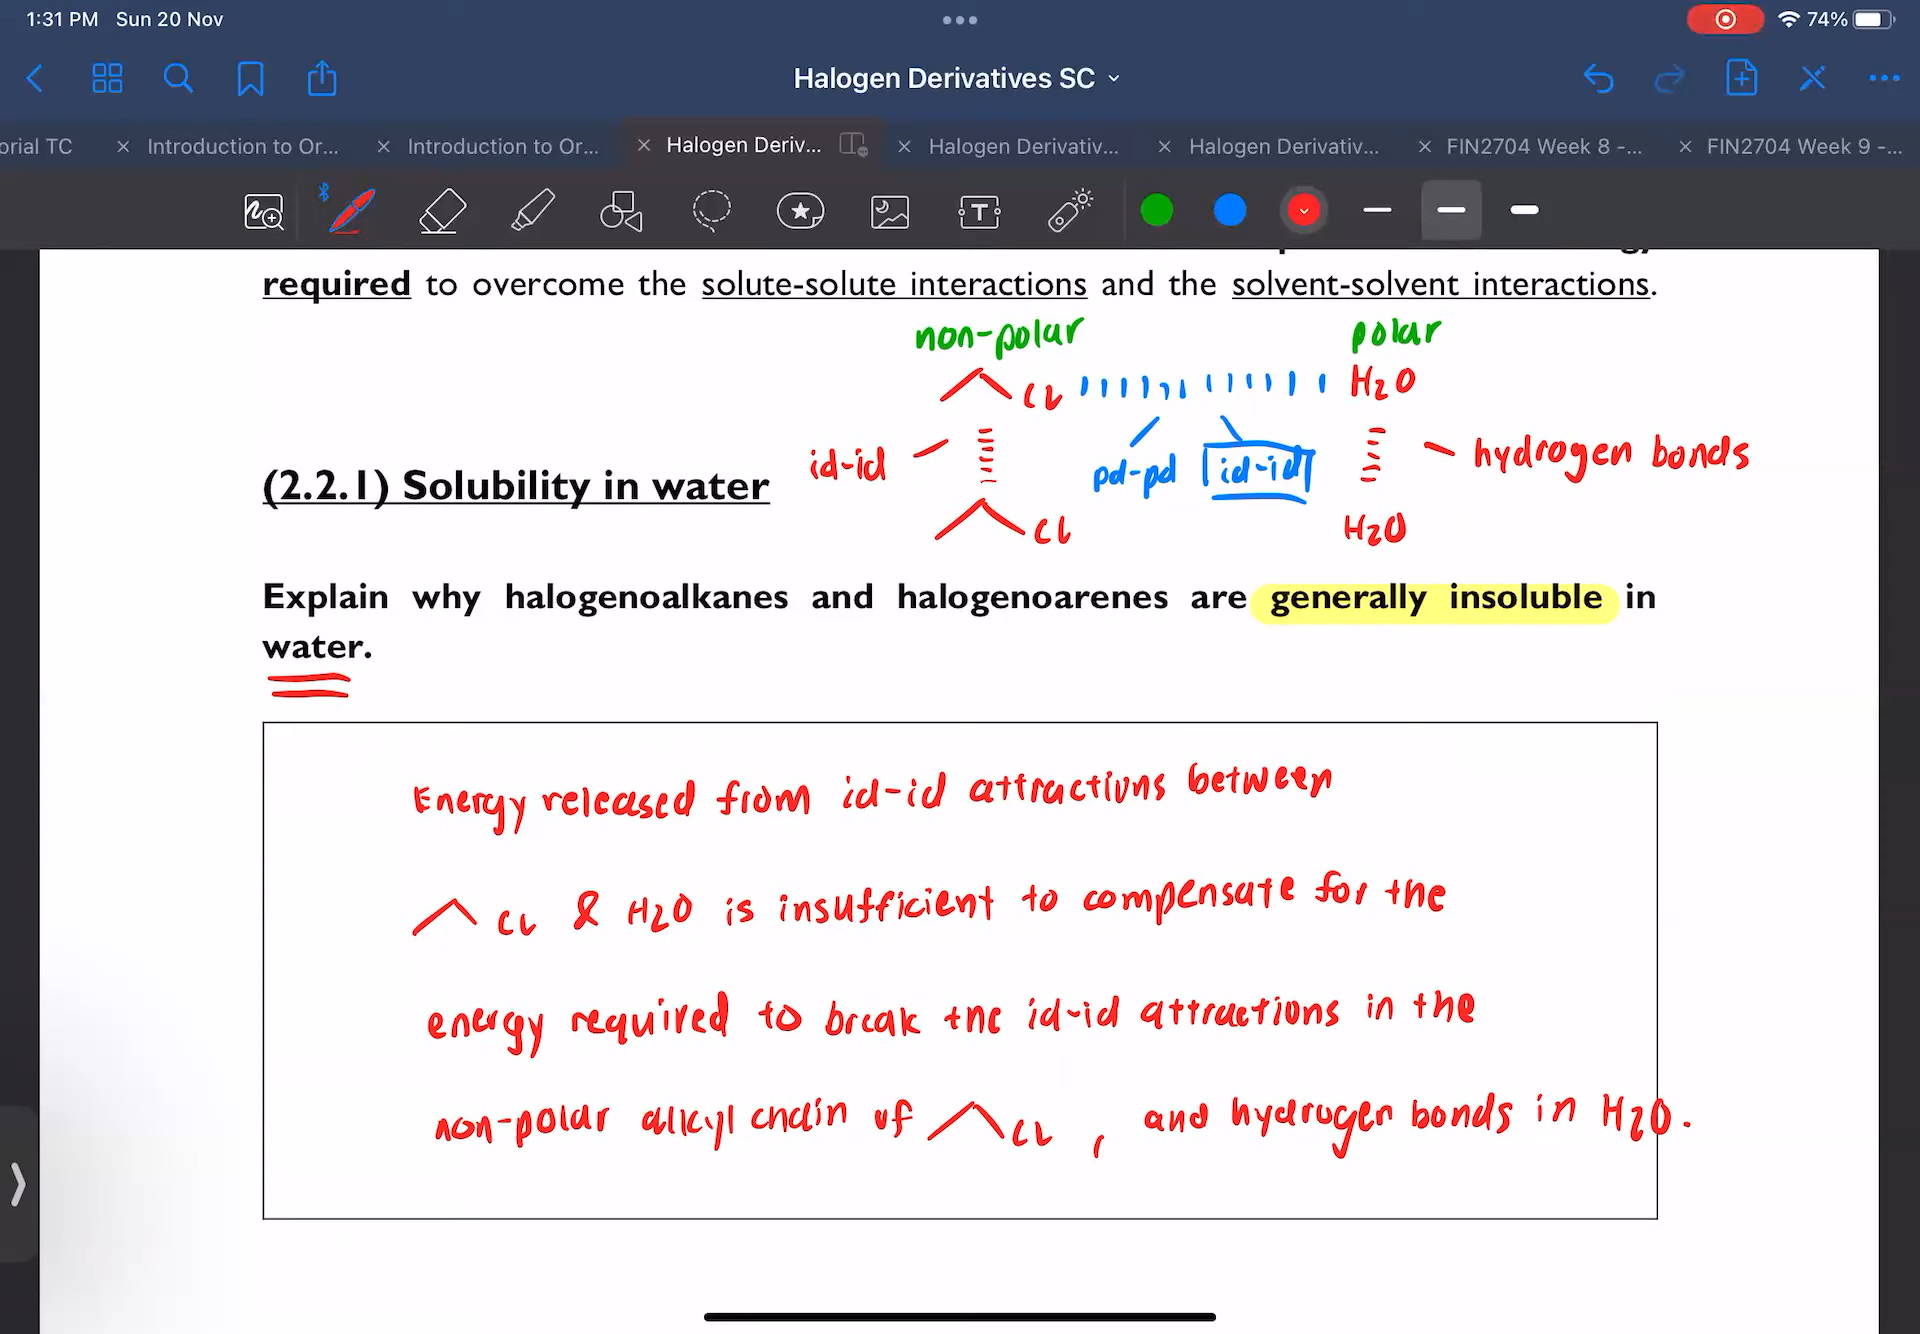 1:31 PM Sun 20 Nov
74%
Halogen Derivatives SC
orial TC
Introduction to Or...
Introduction to Or...
Halogen Deriv...
Halogen Derivativ...
Halogen Derivativ...
FIN2704 Week 8 -...
FIN2704 Week 9 -...
required to overcome the solute-solute interactions and the solvent-solvent interactions.
non-polar polar
Cl H2O
id-id pd-pd id-id hydrogen bonds
Cl H2O
(2.2.1) Solubility in water
Explain why halogenoalkanes and halogenoarenes are generally insoluble in
water.
Energy released from id-id attractions between
Cl & H2O is insufficient to compensate for the
energy required to break the id-id attractions in the
non-polar alkyl chain of Cl, and hydrogen bonds in H2O.